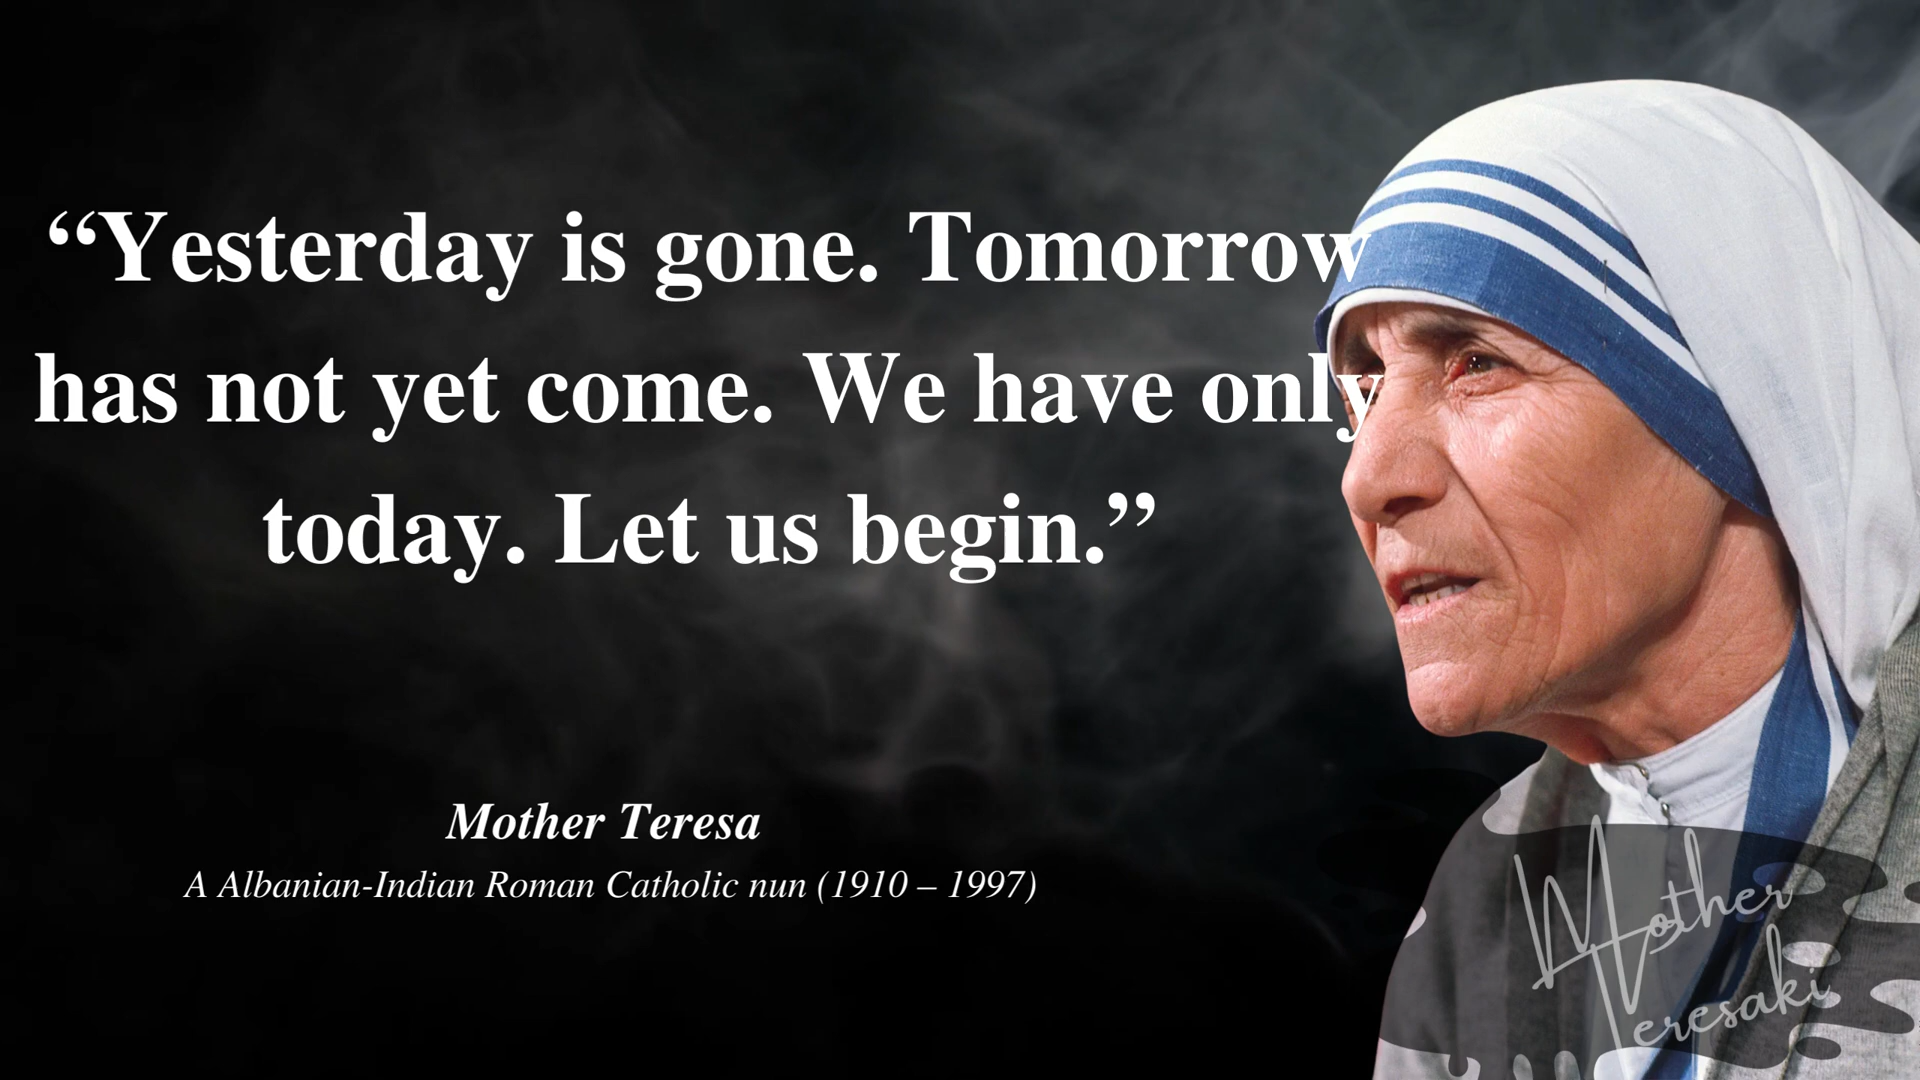 “Yesterday is gone. Tomorrow
has not yet come. We have only
today. Let us begin.”
Mother Teresa
A Albanian-Indian Roman Catholic nun (1910 – 1997)
Mother
Teresaki